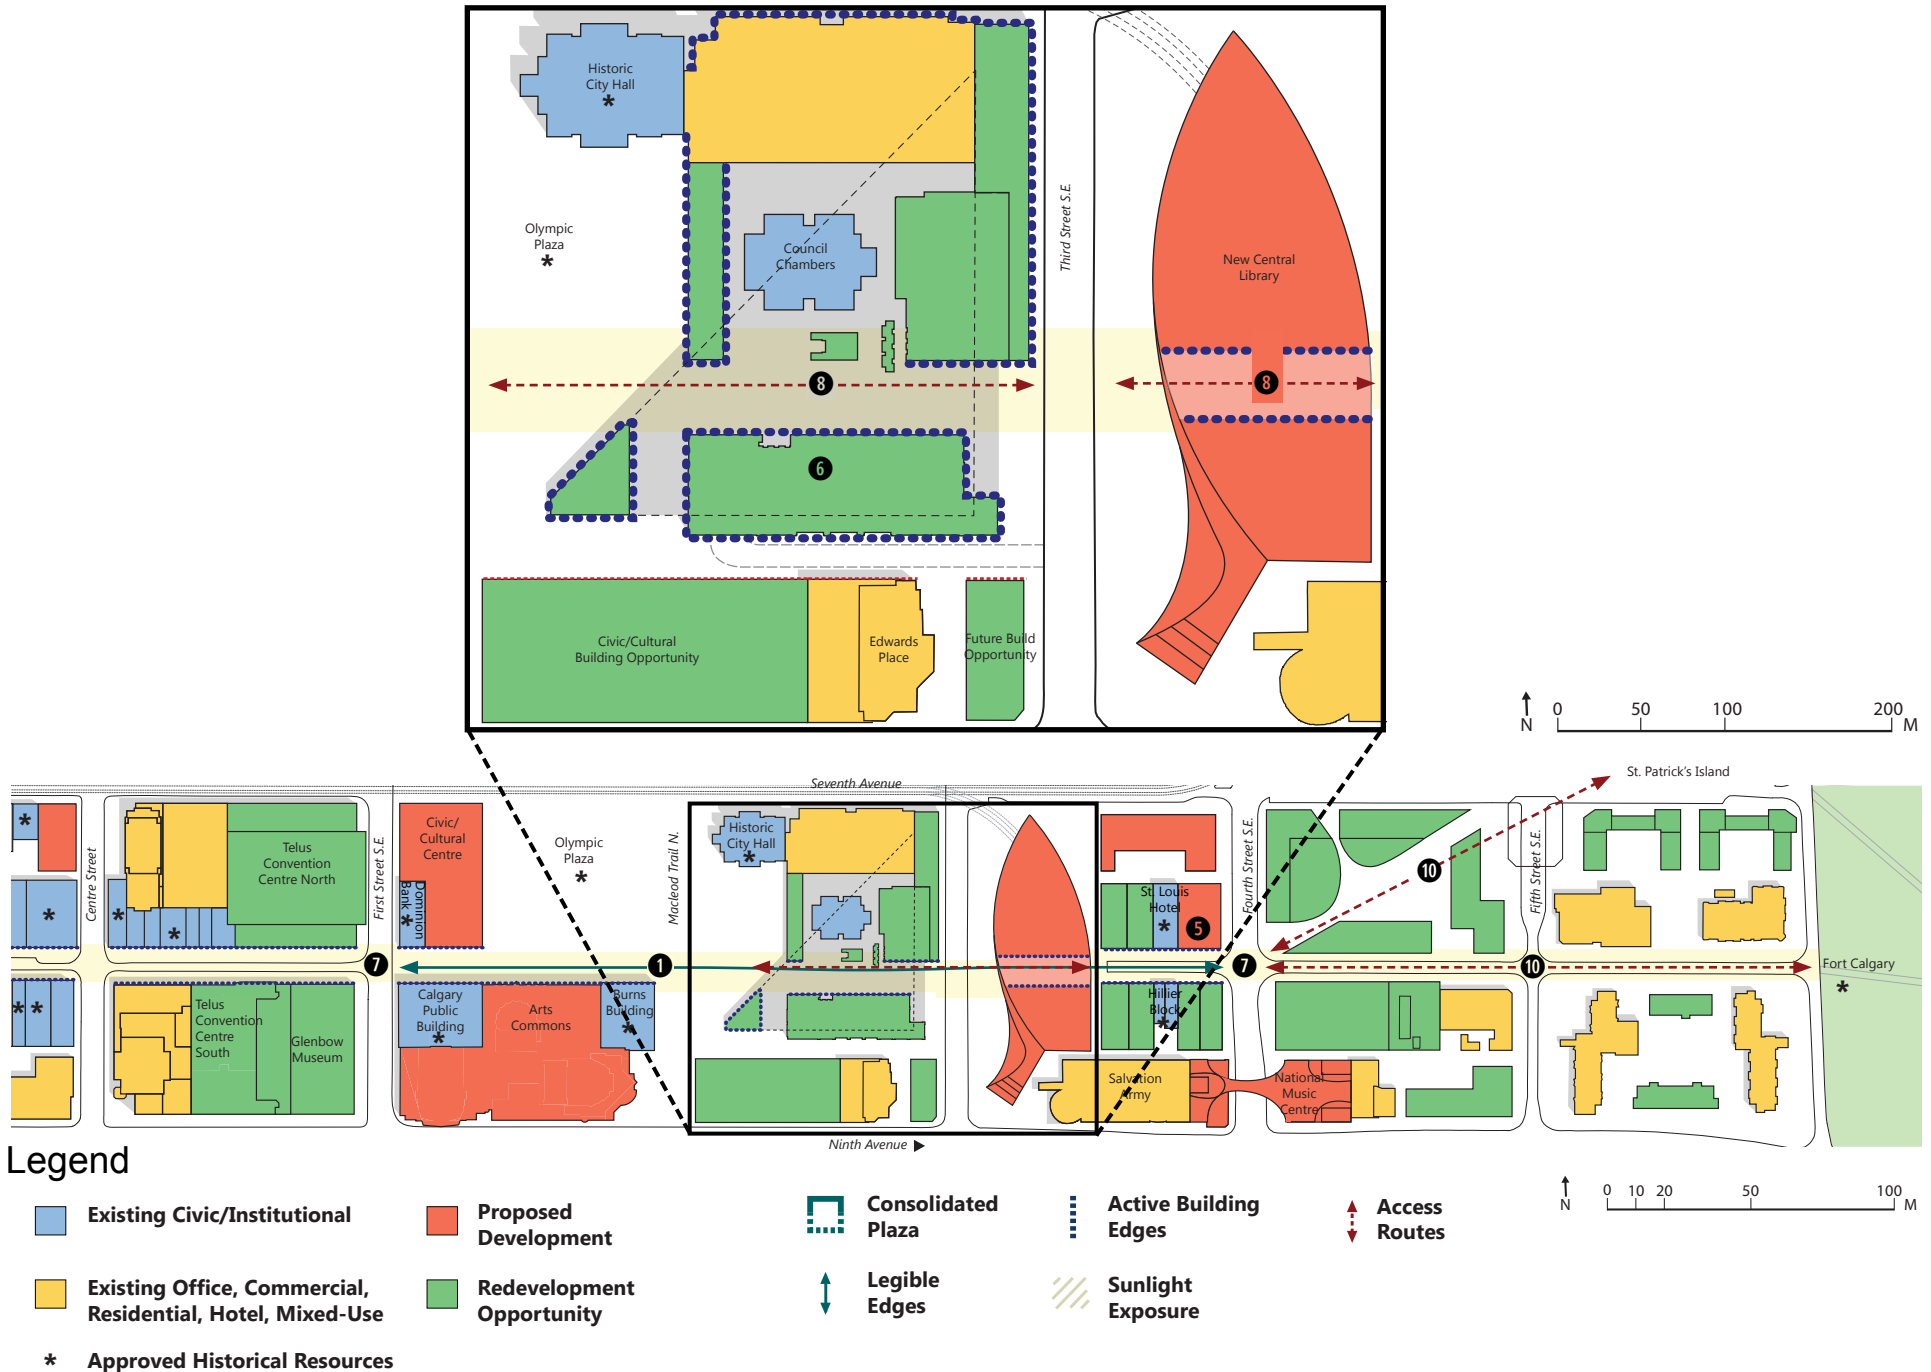 Historic
City Hall
*
Olympic
Plaza
*
Council
Chambers
Third Street S.E.
New Central
Library
8
8
6
Civic/Cultural
Building Opportunity
Edwards
Place
Future Build
Opportunity
N
0 50 100 200 M
Seventh Avenue
St. Patrick's Island
*
*
Centre Street
*
*
Telus
Convention
Centre North
First Street S.E.
Civic/
Cultural
Centre
Dominion
Bank *
Olympic
Plaza
*
Macleod Trail N.
Historic
City Hall
*
St. Louis
Hotel
*
5
Fourth Street S.E.
10
Fifth Street S.E.
7
1
7
10
Fort Calgary
*
* *
Telus
Convention
Centre
South
Glenbow
Museum
Calgary
Public
Building
*
Arts
Commons
Burns
Building
*
Hillier
Block
*
Salvation
Army
National
Music
Centre
Ninth Avenue ▶
Legend
N
0 10 20 50 100 M
Existing Civic/Institutional
Proposed
Development
Consolidated
Plaza
Active Building
Edges
Access
Routes
Existing Office, Commercial,
Residential, Hotel, Mixed-Use
Redevelopment
Opportunity
Legible
Edges
Sunlight
Exposure
* Approved Historical Resources